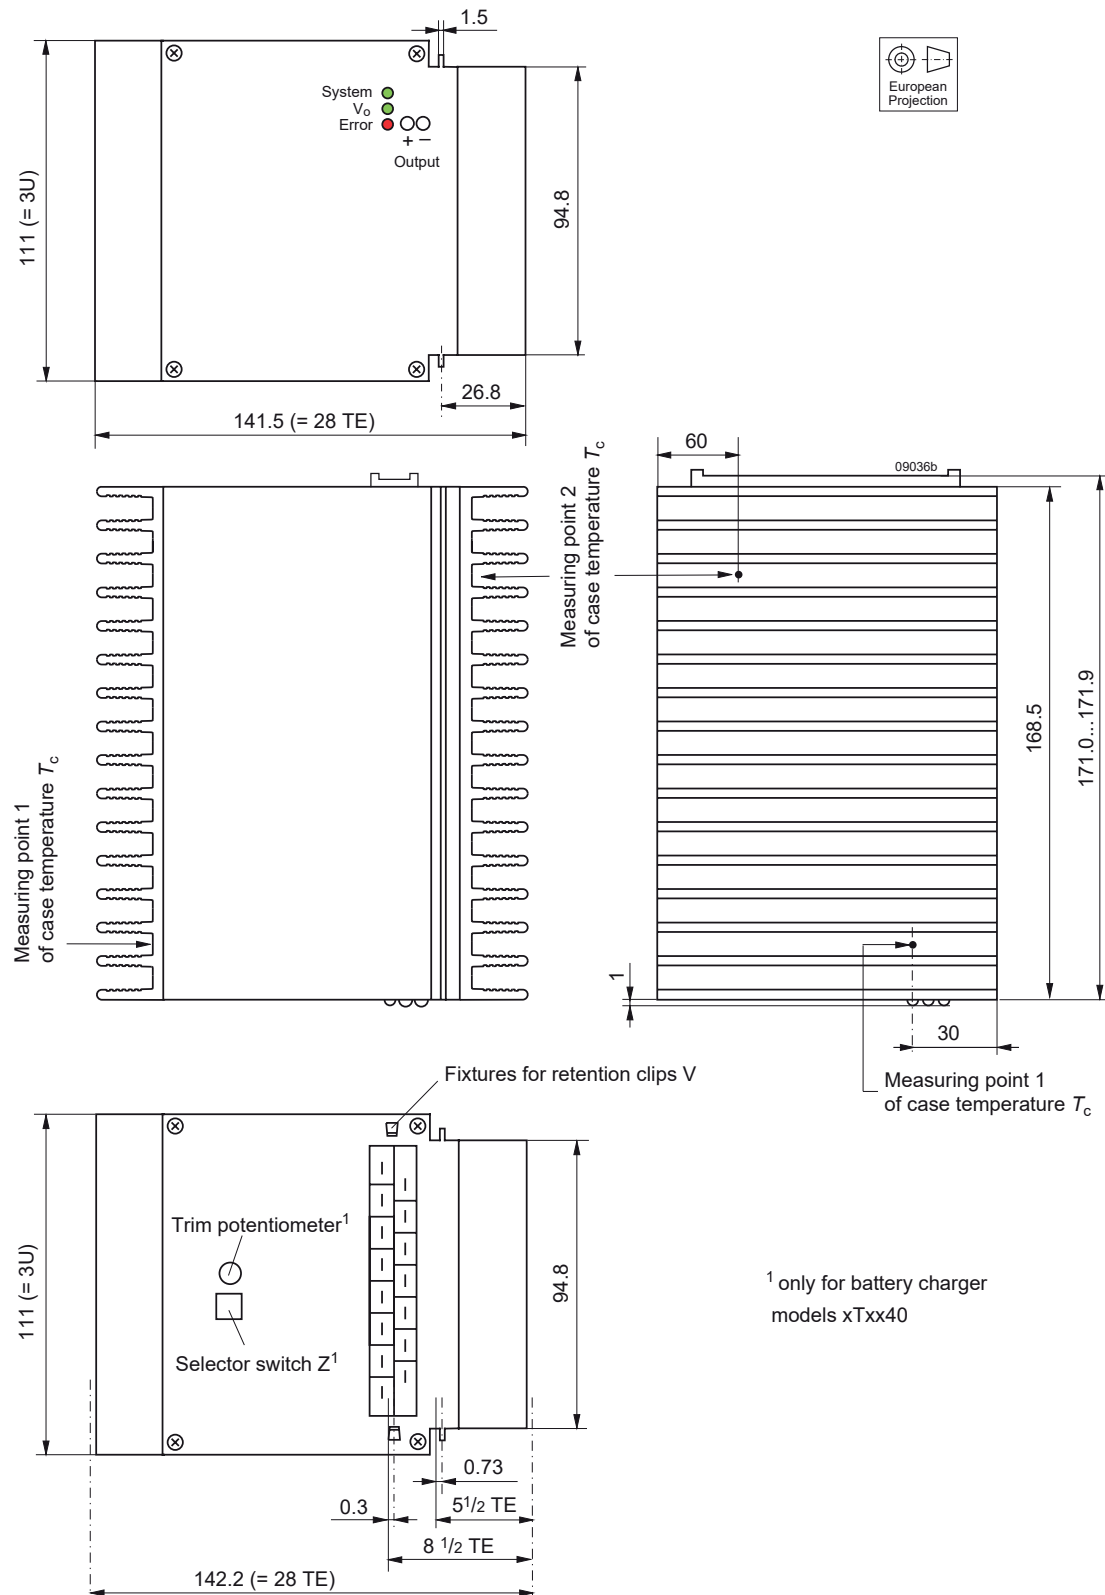 1.5
System
Vo
Error
+ −
Output
European
Projection
111 (= 3U)
94.8
26.8
141.5 (= 28 TE)
60
09036b
Measuring point 2
of case temperature Tc
Measuring point 1
of case temperature Tc
168.5
171.0... 171.9
1
30
Measuring point 1
of case temperature Tc
Fixtures for retention clips V
Trim potentiometer¹
Selector switch Z¹
111 (= 3U)
94.8
¹ only for battery charger
models xTxx40
0.73
0.3
5¹/₂ TE
8 ¹/₂ TE
142.2 (= 28 TE)